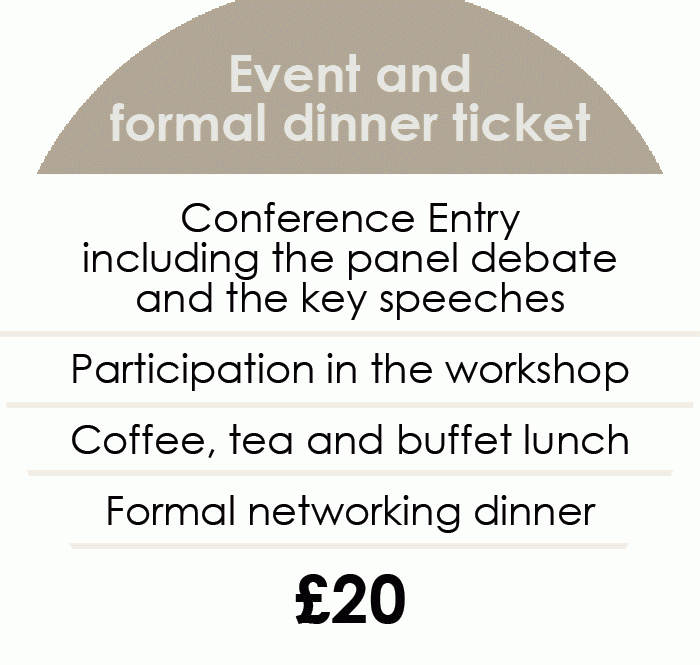 Event and
formal dinner ticket
Conference Entry
including the panel debate
and the key speeches
Participation in the workshop
Coffee, tea and buffet lunch
Formal networking dinner
£20